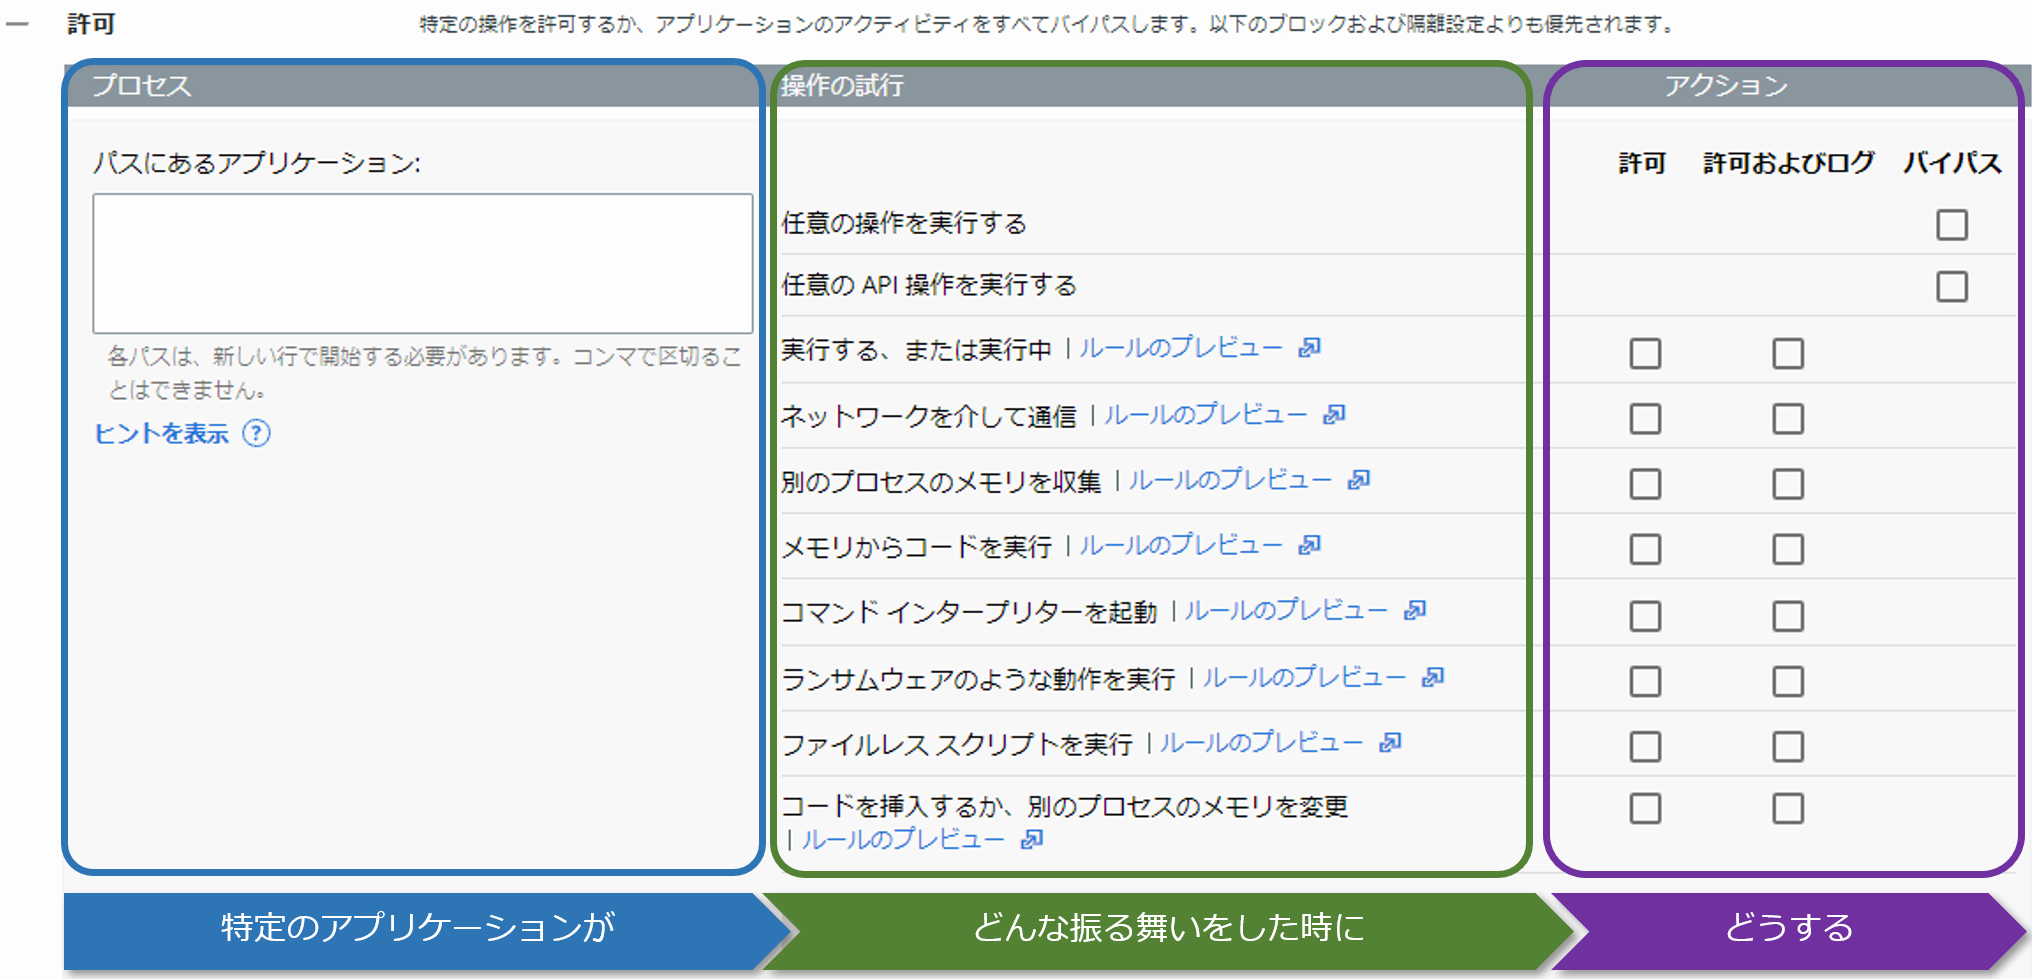 許可
特定の操作を許可するか、アプリケーションのアクティビティをすべてバイパスします。以下のブロックおよび隔離設定よりも優先されます。
プロセス
操作の試行
アクション
パスにあるアプリケーション:
許可
許可およびログ
バイパス
各パスは、新しい行で開始する必要があります。コンマで区切るこ
とはできません。
ヒントを表示 ?
任意の操作を実行する
任意の API 操作を実行する
実行する、または実行中 | ルールのプレビュー
ネットワークを介して通信 | ルールのプレビュー
別のプロセスのメモリを収集 | ルールのプレビュー
メモリからコードを実行 | ルールのプレビュー
コマンド インタープリターを起動 | ルールのプレビュー
ランサムウェアのような動作を実行 | ルールのプレビュー
ファイルレス スクリプトを実行 | ルールのプレビュー
コードを挿入するか、別のプロセスのメモリを変更
| ルールのプレビュー
特定のアプリケーションが
どんな振る舞いをした時に
どうする